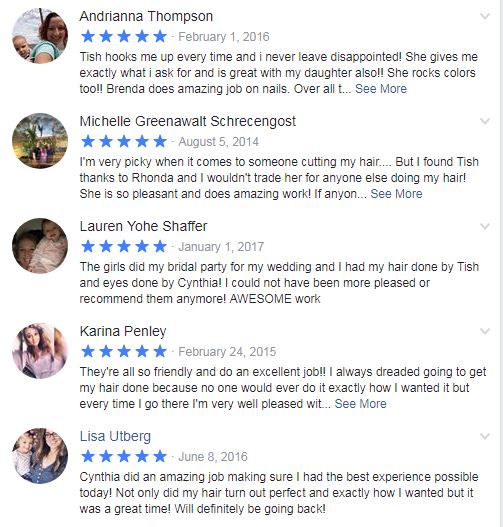 Andrianna Thompson
★★★★★ · February 1, 2016
Tish hooks me up every time and i never leave disappointed! She gives me
exactly what i ask for and is great with my daughter also!! She rocks colors
too!! Brenda does amazing job on nails. Over all t... See More
Michelle Greenawalt Schrecengost
★★★★★ · August 5, 2014
I'm very picky when it comes to someone cutting my hair.... But I found Tish
thanks to Rhonda and I wouldn't trade her for anyone else doing my hair!
She is so pleasant and does amazing work! If anyon... See More
Lauren Yohe Shaffer
★★★★★ · January 1, 2017
The girls did my bridal party for my wedding and I had my hair done by Tish
and eyes done by Cynthia! I could not have been more pleased or
recommend them anymore! AWESOME work
Karina Penley
★★★★★ · February 24, 2015
They're all so friendly and do an excellent job!! I always dreaded going to get
my hair done because no one would ever do it exactly how I wanted it but
every time I go there I'm very well pleased wit... See More
Lisa Utberg
★★★★★ · June 8, 2016
Cynthia did an amazing job making sure I had the best experience possible
today! Not only did my hair turn out perfect and exactly how I wanted but it
was a great time! Will definitely be going back!